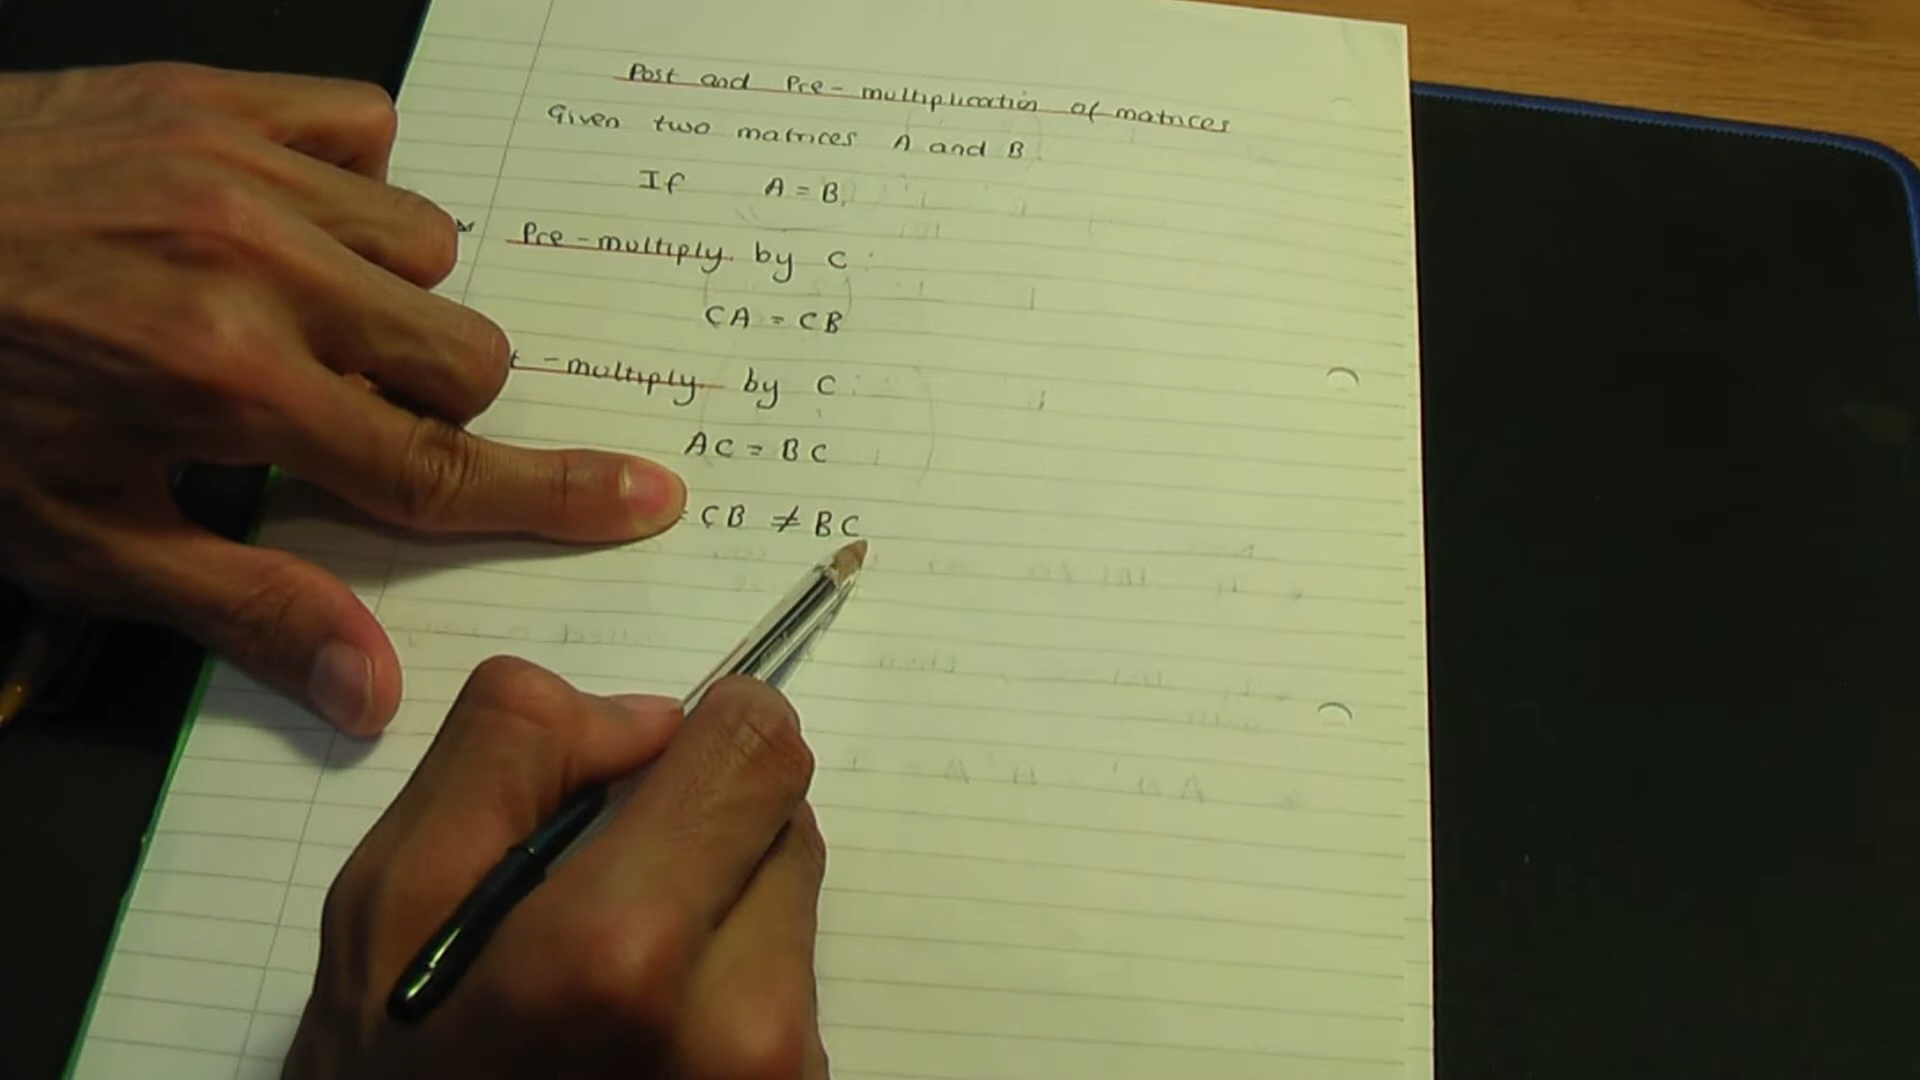 Post and Pre-multiplication of matrices
Given two matrices A and B.
If A = B,
Pre-multiply by C:
CA = CB
t-multiply by C:
AC = BC
CB ≠ BC